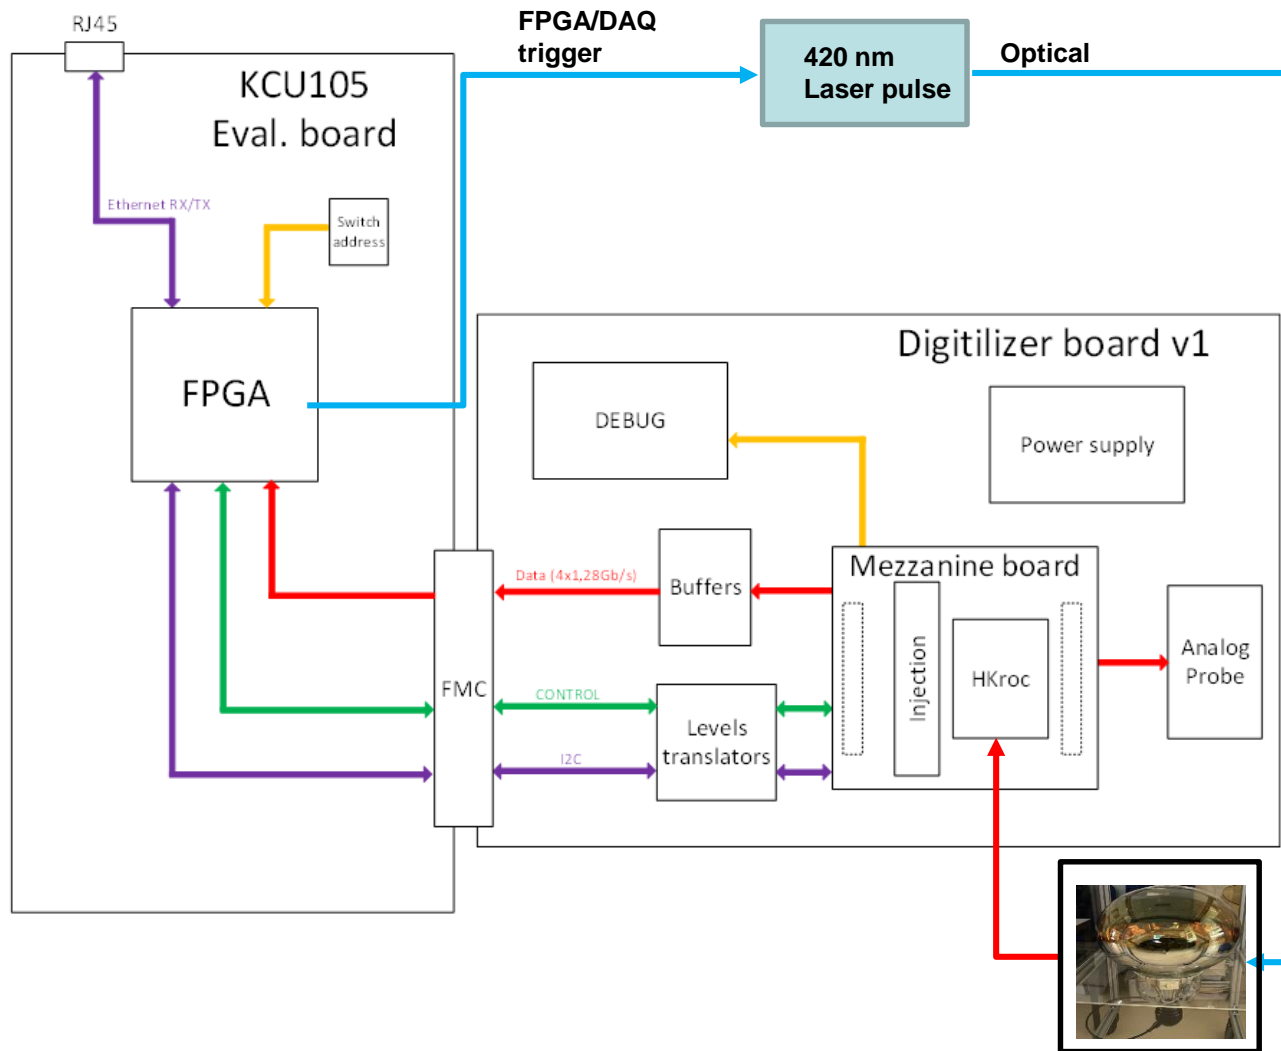 RJ45
FPGA/DAQ
trigger
420 nm
Laser pulse
Optical
KCU105
Eval. board
Ethernet RX/TX
Switch
address
FPGA
Digitilizer board v1
DEBUG
Power supply
Mezzanine board
Data (4x1,28Gb/s)
Buffers
Injection
HKroc
Analog
Probe
FMC
CONTROL
Levels
translators
I2C